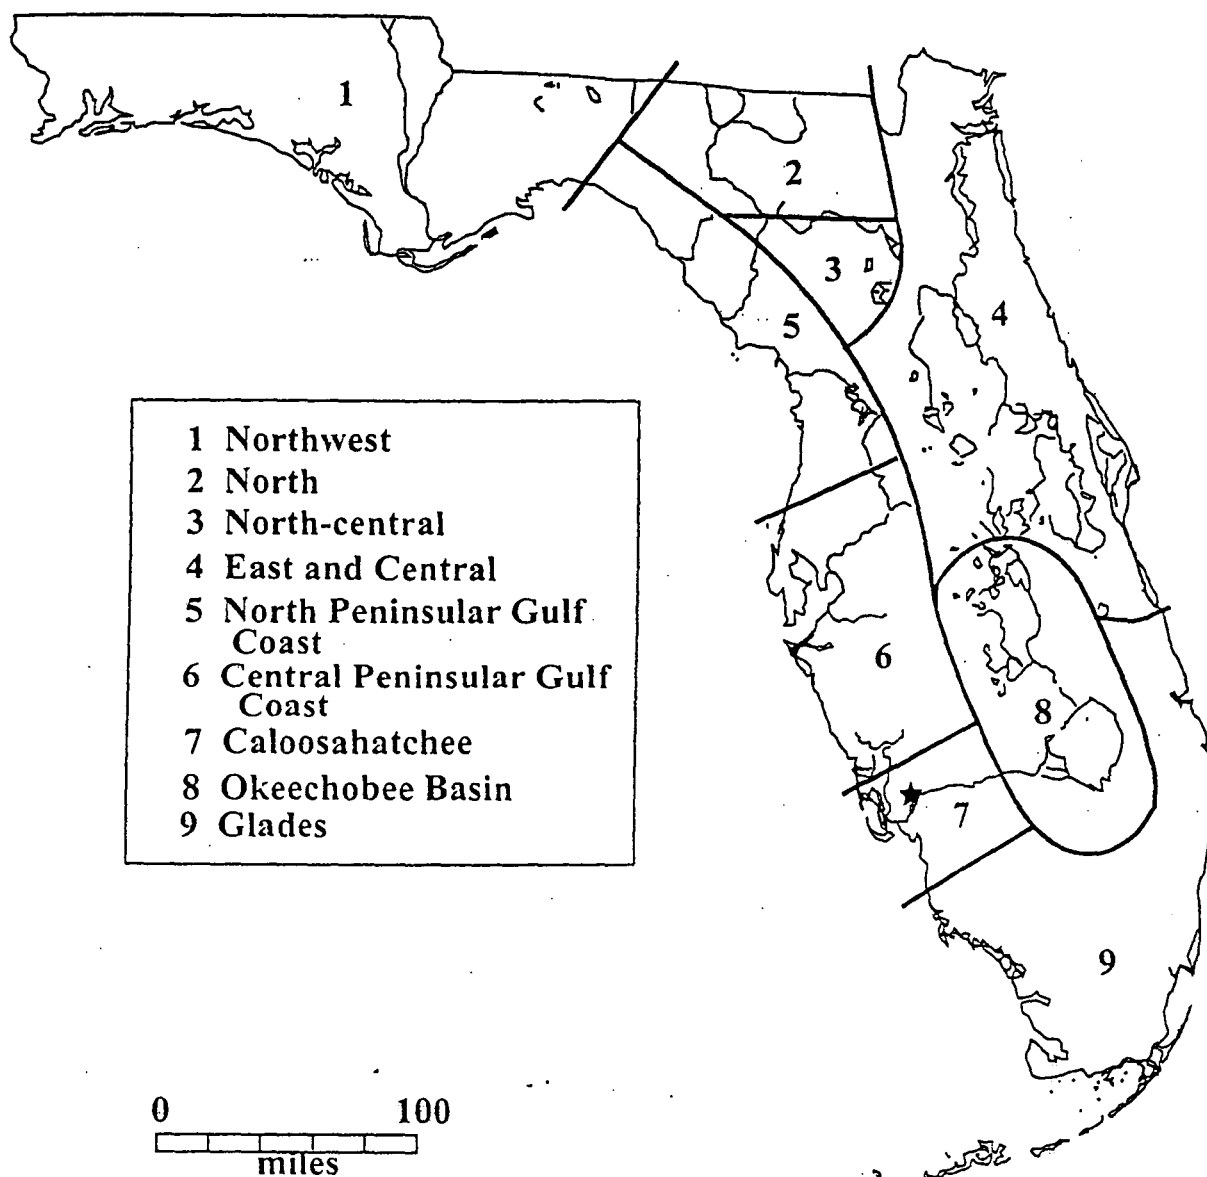 1
2
3
4
5
1 Northwest
2 North
3 North-central
4 East and Central
5 North Peninsular Gulf
Coast
6 Central Peninsular Gulf
Coast
7 Caloosahatchee
8 Okeechobee Basin
9 Glades
6
8
7
9
0 100
miles